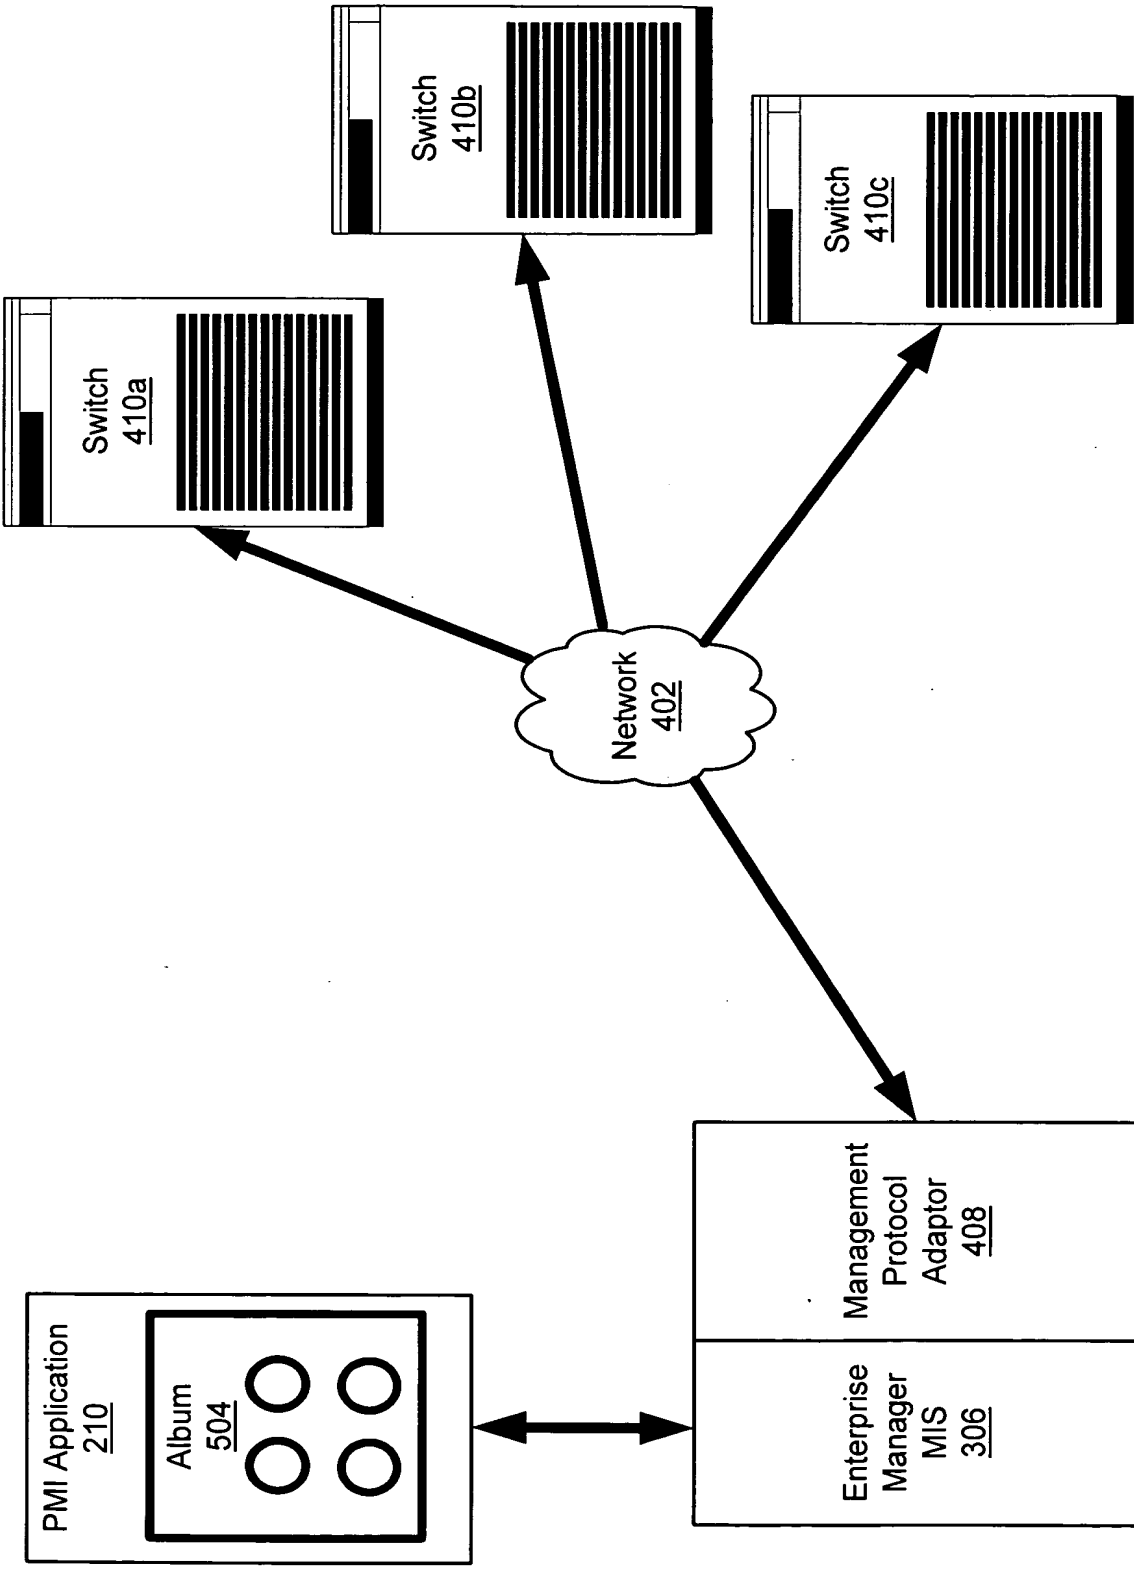 PMI Application
210
Album
504
Enterprise
Manager
MIS
306
Management
Protocol
Adaptor
408
Network
402
Switch
410a
Switch
410b
Switch
410c